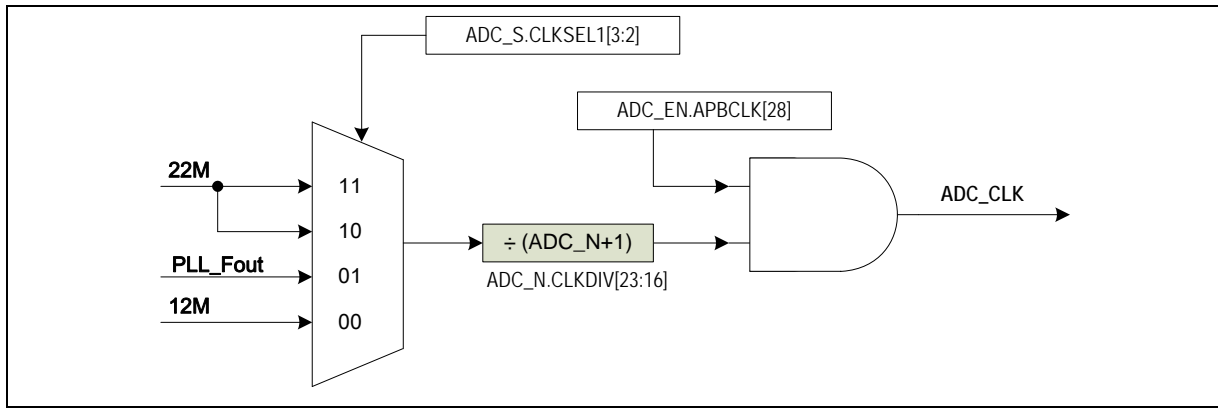 ADC_S.CLKSEL1[3:2]
ADC_EN.APBCLK[28]
22M
11
ADC_CLK
10
÷ (ADC_N+1)
PLL_Fout
01
ADC_N.CLKDIV[23:16]
12M
00